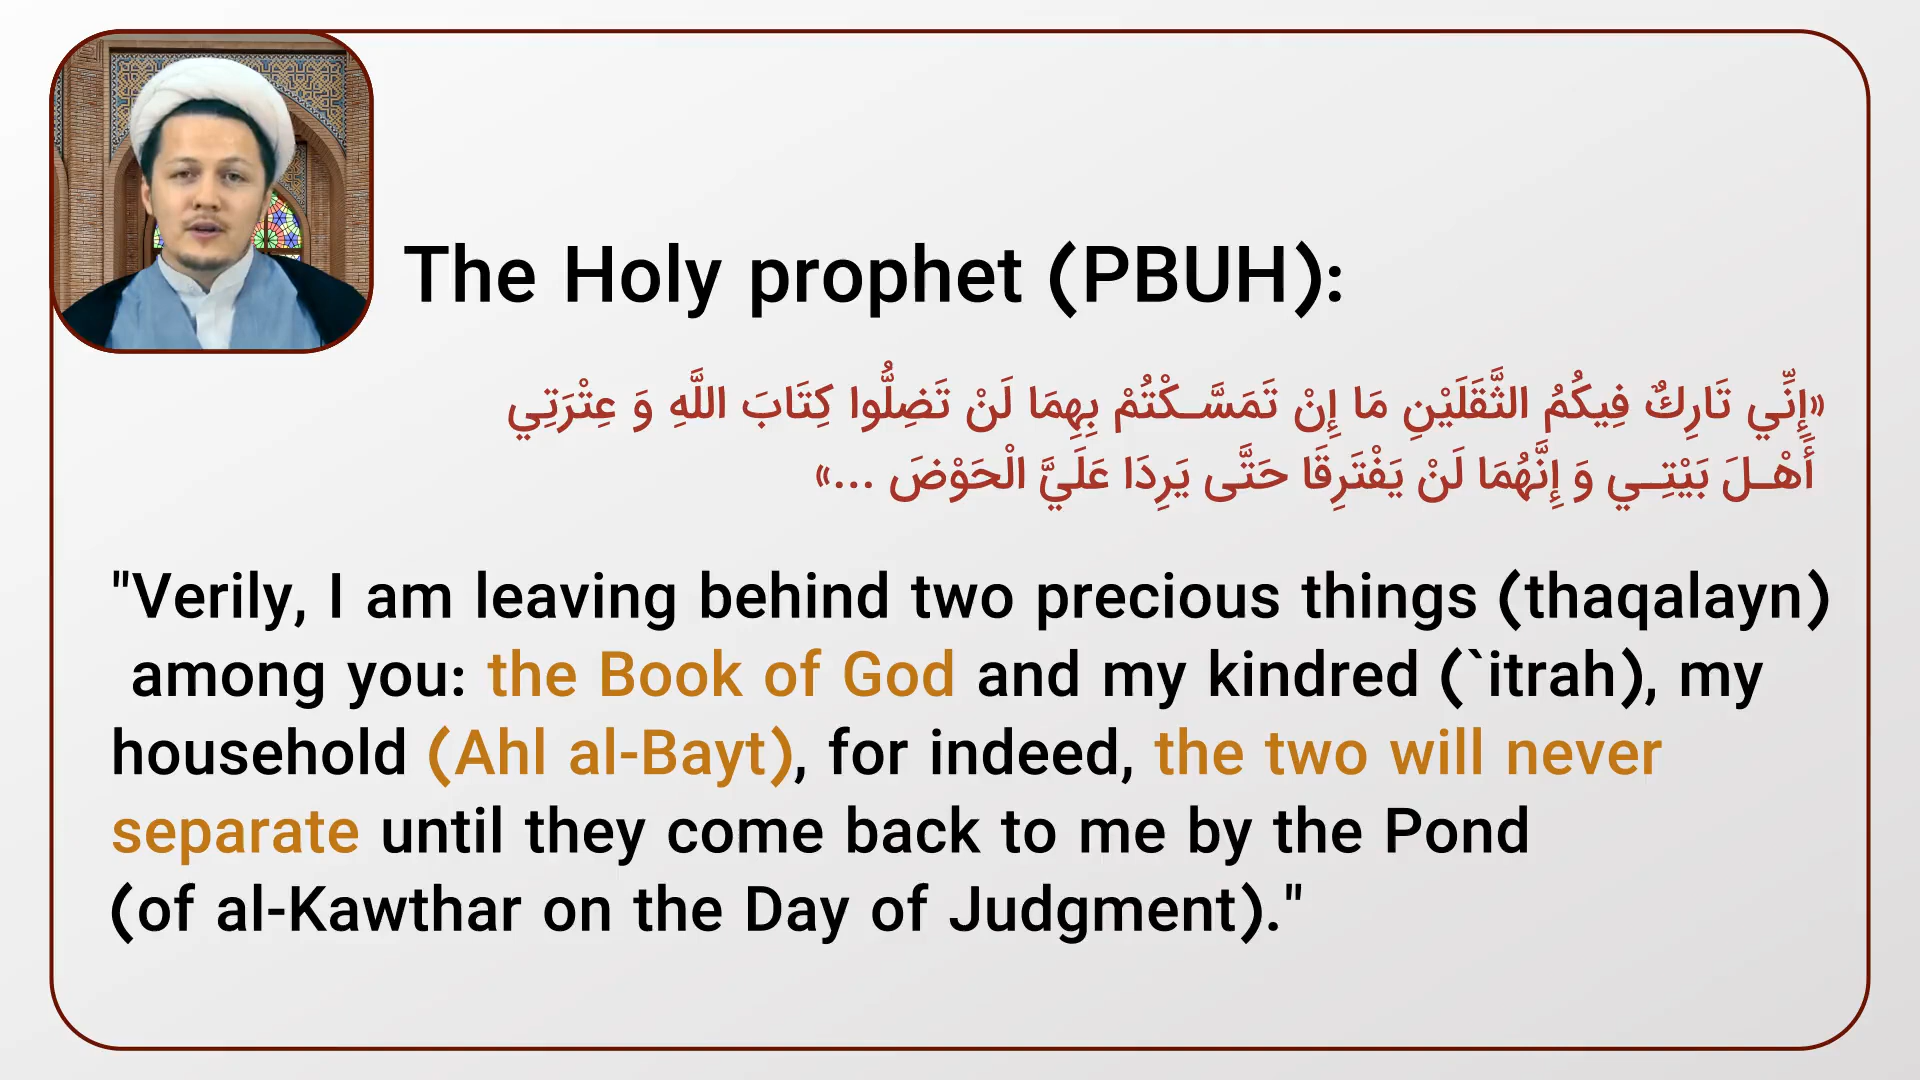 The Holy prophet (PBUH):
«إِنِّي تَارِكٌ فِيكُمُ الثَّقَلَيْنِ مَا إِنْ تَمَسَّـكْتُمْ بِهِمَا لَنْ تَضِلُّوا كِتَابَ اللَّهِ وَ عِتْرَتِي
أَهْـلَ بَيْتِــي وَ إِنَّهُمَا لَنْ يَفْتَرِقَا حَتَّى يَرِدَا عَلَيَّ الْحَوْضَ ...»
"Verily, I am leaving behind two precious things (thaqalayn)
among you: the Book of God and my kindred (`itrah), my
household (Ahl al-Bayt), for indeed, the two will never
separate until they come back to me by the Pond
(of al-Kawthar on the Day of Judgment)."